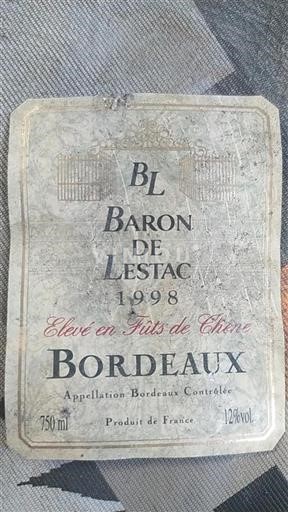 BL
BARON
DE
LESTAC
1998
Elevé en Fûts de Chêne
BORDEAUX
Appellation Bordeaux Contrôlée
750 ml Produit de France 12%vol.